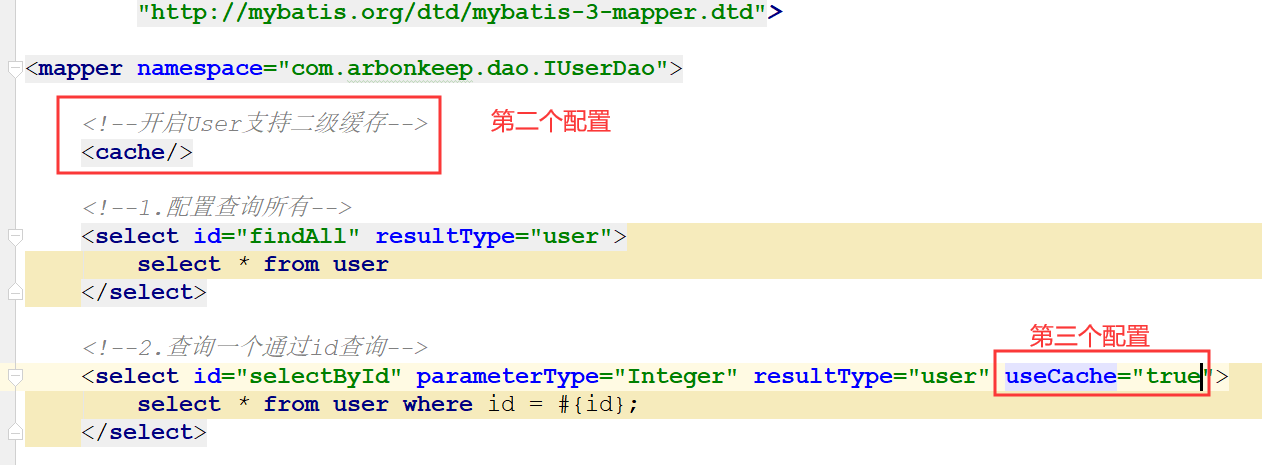 "http://mybatis.org/dtd/mybatis-3-mapper.dtd">
<mapper namespace="com.arbonkeep.dao.IUserDao">
<!--开启User支持二级缓存-->
第二个配置
<cache/>
<!--1.配置查询所有-->
<select id="findAll" resultType="user">
select * from user
</select>
第三个配置
<!--2.查询一个通过id查询-->
<select id="selectById" parameterType="Integer" resultType="user" useCache="true">
select * from user where id = #{id};
</select>